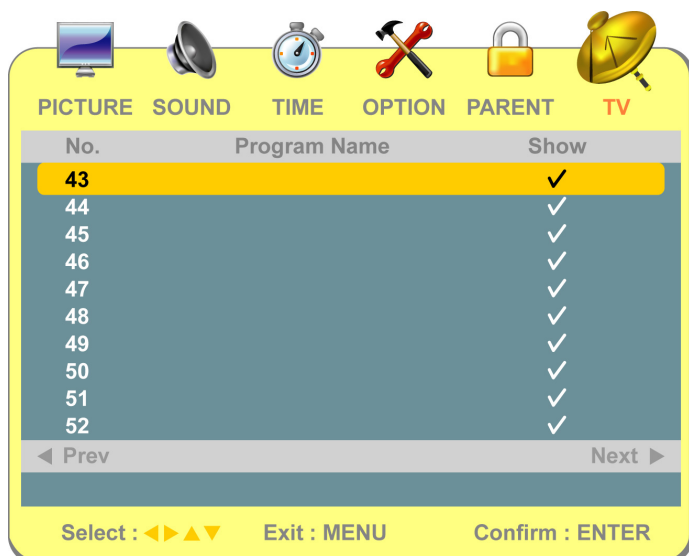 PICTURE SOUND TIME OPTION PARENT TV
No. Program Name Show
43 ✓
44 ✓
45 ✓
46 ✓
47 ✓
48 ✓
49 ✓
50 ✓
51 ✓
52 ✓
◀ Prev Next ▶
Select : ◀▶▲▼ Exit : MENU Confirm : ENTER